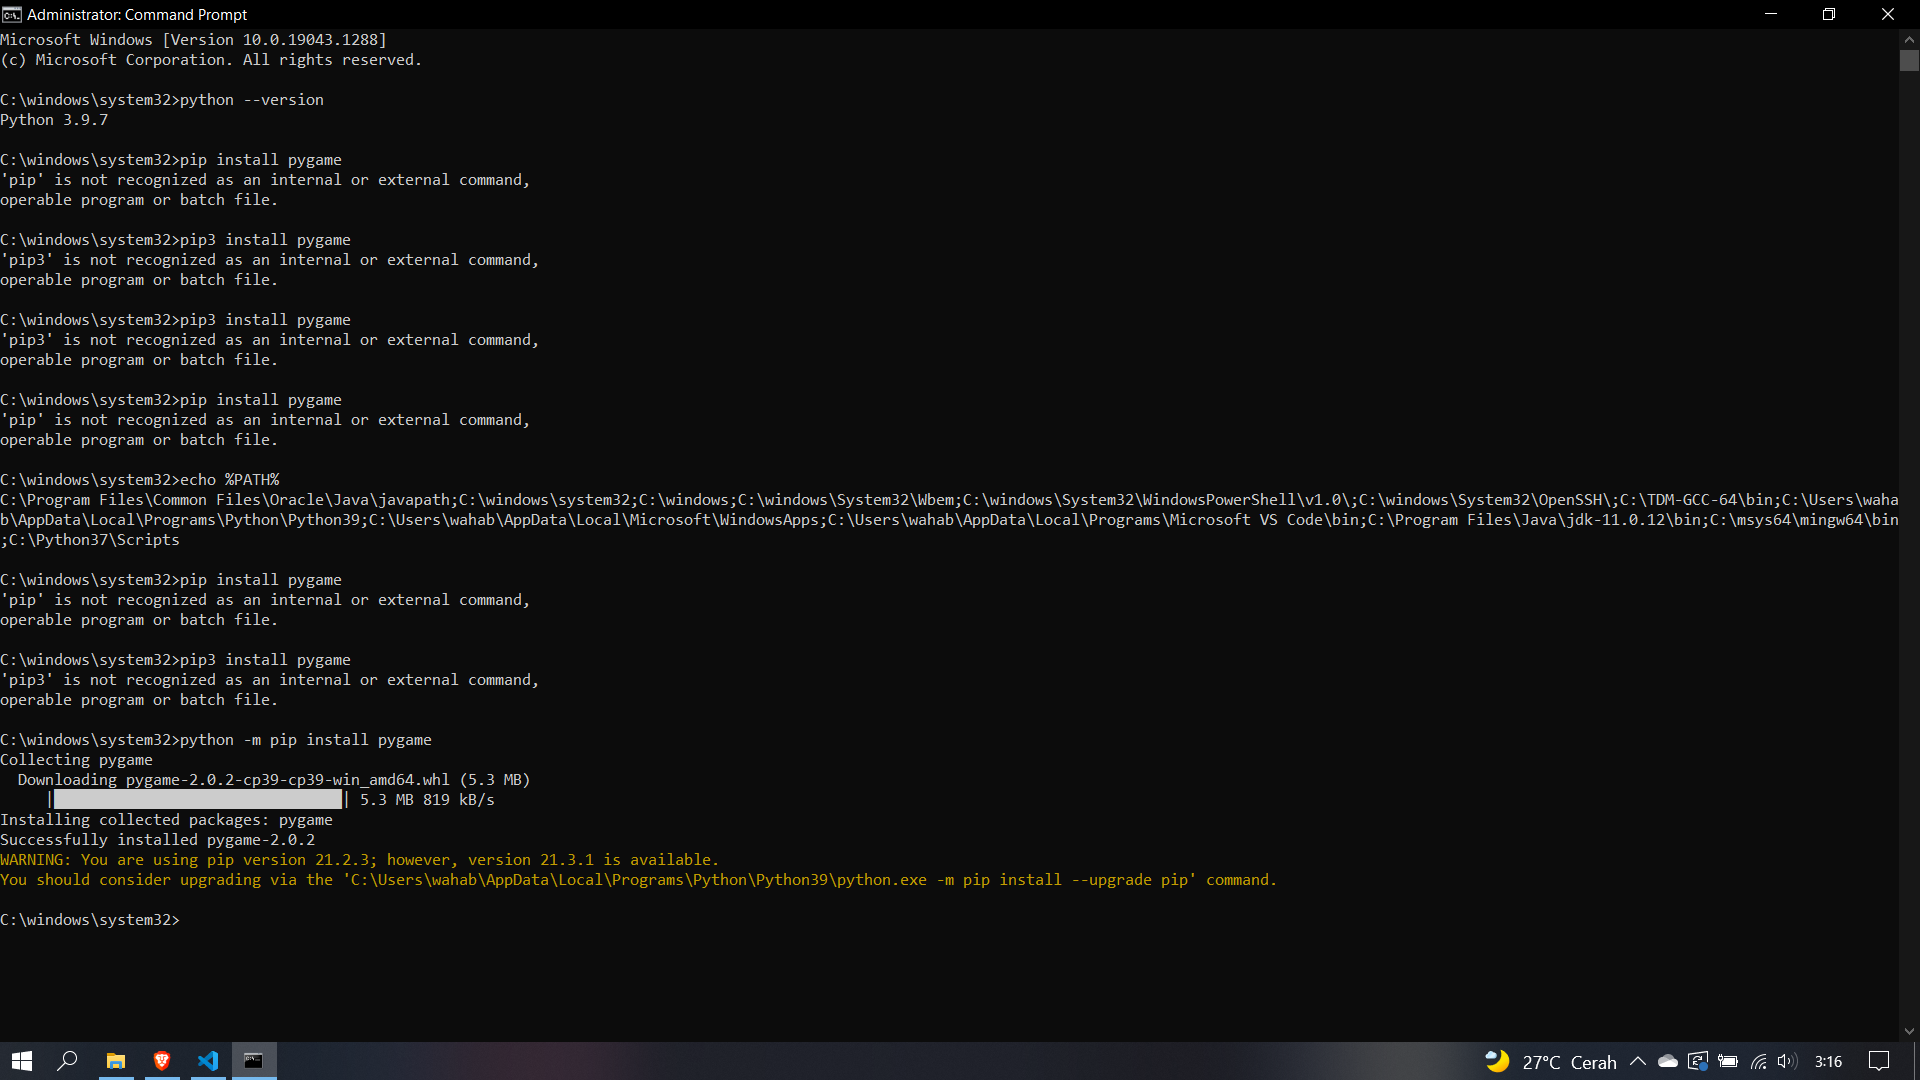 Administrator: Command Prompt
Microsoft Windows [Version 10.0.19043.1288]
(c) Microsoft Corporation. All rights reserved.
C:\windows\system32>python --version
Python 3.9.7
C:\windows\system32>pip install pygame
'pip' is not recognized as an internal or external command,
operable program or batch file.
C:\windows\system32>pip3 install pygame
'pip3' is not recognized as an internal or external command,
operable program or batch file.
C:\windows\system32>pip3 install pygame
'pip3' is not recognized as an internal or external command,
operable program or batch file.
C:\windows\system32>pip install pygame
'pip' is not recognized as an internal or external command,
operable program or batch file.
C:\windows\system32>echo %PATH%
C:\Program Files\Common Files\Oracle\Java\javapath;C:\windows\system32;C:\windows;C:\windows\System32\Wbem;C:\windows\System32\WindowsPowerShell\v1.0\;C:\windows\System32\OpenSSH\;C:\TDM-GCC-64\bin;C:\Users\waha
b\AppData\Local\Programs\Python\Python39;C:\Users\wahab\AppData\Local\Microsoft\WindowsApps;C:\Users\wahab\AppData\Local\Programs\Microsoft VS Code\bin;C:\Program Files\Java\jdk-11.0.12\bin;C:\msys64\mingw64\bin
;C:\Python37\Scripts
C:\windows\system32>pip install pygame
'pip' is not recognized as an internal or external command,
operable program or batch file.
C:\windows\system32>pip3 install pygame
'pip3' is not recognized as an internal or external command,
operable program or batch file.
C:\windows\system32>python -m pip install pygame
Collecting pygame
  Downloading pygame-2.0.2-cp39-cp39-win_amd64.whl (5.3 MB)
| | 5.3 MB 819 kB/s
Installing collected packages: pygame
Successfully installed pygame-2.0.2
WARNING: You are using pip version 21.2.3; however, version 21.3.1 is available.
You should consider upgrading via the 'C:\Users\wahab\AppData\Local\Programs\Python\Python39\python.exe -m pip install --upgrade pip' command.
C:\windows\system32>
27°C Cerah 3:16